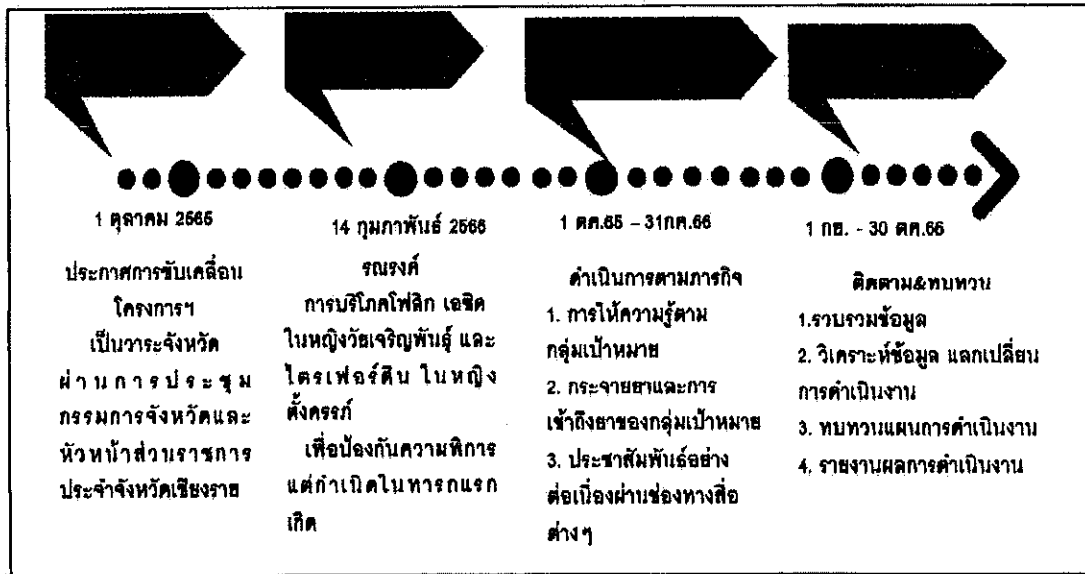 1 ตุลาคม 2565
ประกาศการขับเคลื่อน
โครงการฯ
เป็นวาระจังหวัด
ผ่านการประชุม
กรรมการจังหวัดและ
หัวหน้าส่วนราชการ
ประจำจังหวัดเชียงราย
14 กุมภาพันธ์ 2566
รณรงค์
การบริโภคโฟลิก เอซิด
ในหญิงวัยเจริญพันธุ์ และ
ไตรเฟอร์ดีน ในหญิง
ตั้งครรภ์
เพื่อป้องกันความพิการ
แต่กำเนิดในทารกแรก
เกิด
1 ตค.65 – 31กค.66
ดำเนินการตามภารกิจ
1. การให้ความรู้ตาม
กลุ่มเป้าหมาย
2. กระจายยาและการ
เข้าถึงยาของกลุ่มเป้าหมาย
3. ประชาสัมพันธ์อย่าง
ต่อเนื่องผ่านช่องทางสื่อ
ต่างๆ
1 กย. - 30 ตค.66
ติดตาม&ทบทวน
1.รวบรวมข้อมูล
2. วิเคราะห์ข้อมูล แลกเปลี่ยน
การดำเนินงาน
3. ทบทวนแผนการดำเนินงาน
4. รายงานผลการดำเนินงาน